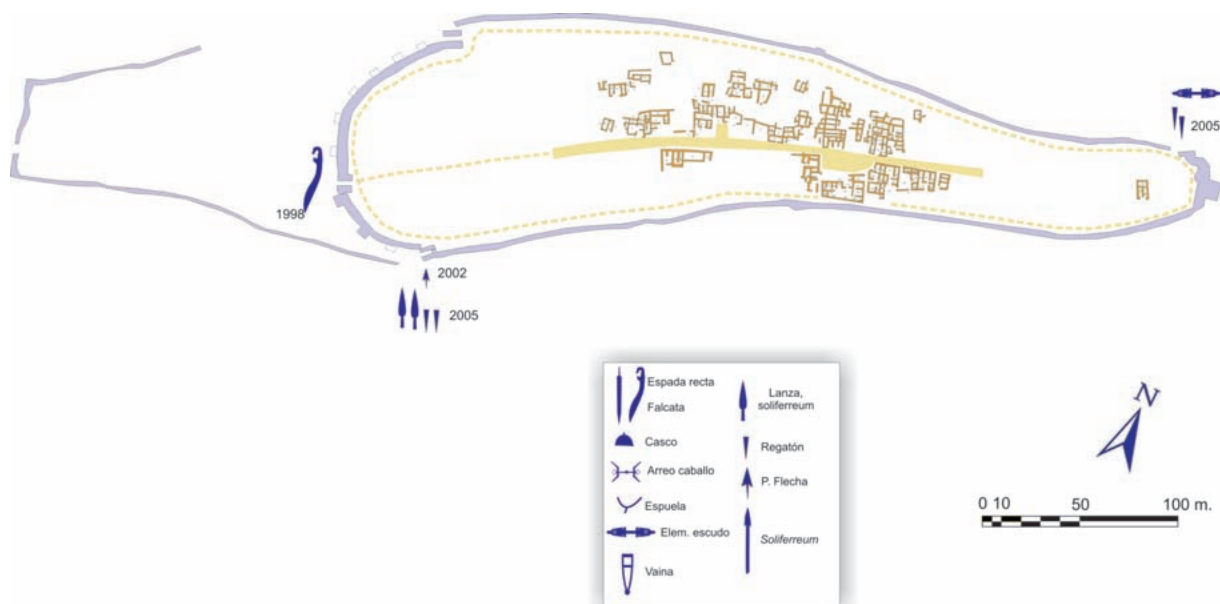 2005
1998
2002
2005
Espada recta
Falcata
Casco
Arreo caballo
Espuela
Elem. escudo
Vaina
Lanza,
soliferreum
Regatón
P. Flecha
Soliferreum
N
0 10 50 100 m.